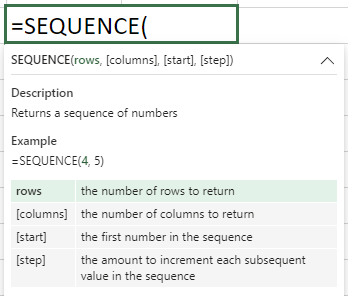 =SEQUENCE(
SEQUENCE(rows, [columns], [start], [step])
Description
Returns a sequence of numbers
Example
=SEQUENCE(4, 5)
rows the number of rows to return
[columns] the number of columns to return
[start] the first number in the sequence
[step] the amount to increment each subsequent
value in the sequence